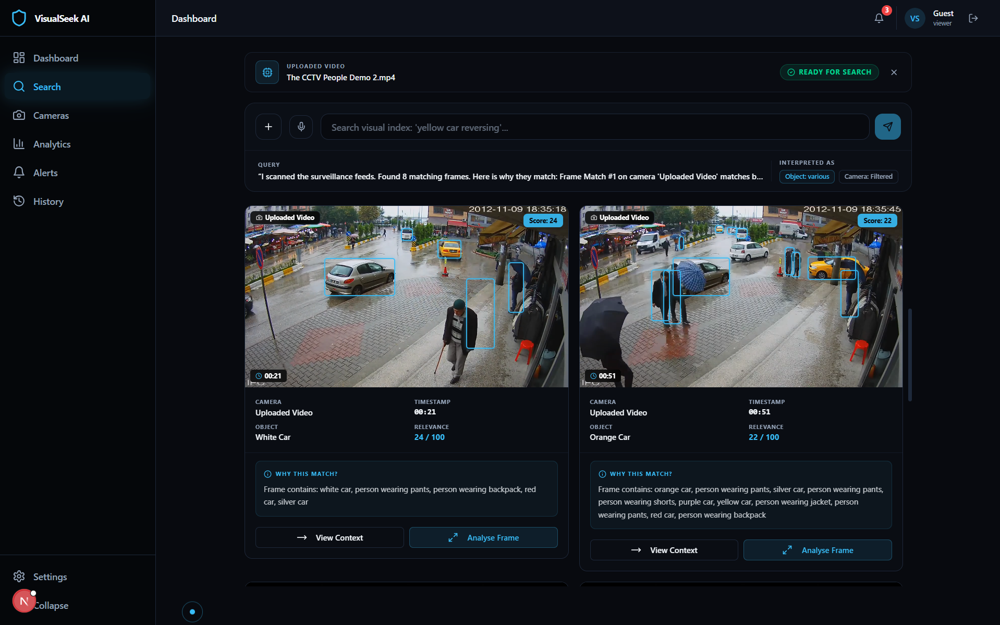 VisualSeek AI
Dashboard
3
VS
Guest
viewer
Dashboard
Search
Cameras
Analytics
Alerts
History
Settings
N
Collapse
UPLOADED VIDEO
The CCTV People Demo 2.mp4
READY FOR SEARCH
Search visual index: 'yellow car reversing'...
QUERY
“I scanned the surveillance feeds. Found 8 matching frames. Here is why they match: Frame Match #1 on camera 'Uploaded Video' matches b...
INTERPRETED AS
Object: various
Camera: Filtered
Uploaded Video
2012-11-09 18:35:18
Score: 24
00:21
IPC
CAMERA
Uploaded Video
TIMESTAMP
00:21
OBJECT
White Car
RELEVANCE
24 / 100
WHY THIS MATCH?
Frame contains: white car, person wearing pants, person wearing backpack, red
car, silver car
View Context
Analyse Frame
Uploaded Video
2012-11-09 18:35:45
Score: 22
00:51
IPC
CAMERA
Uploaded Video
TIMESTAMP
00:51
OBJECT
Orange Car
RELEVANCE
22 / 100
WHY THIS MATCH?
Frame contains: orange car, person wearing pants, silver car, person wearing pants,
person wearing shorts, purple car, yellow car, person wearing jacket, person
wearing pants, red car, person wearing backpack
View Context
Analyse Frame